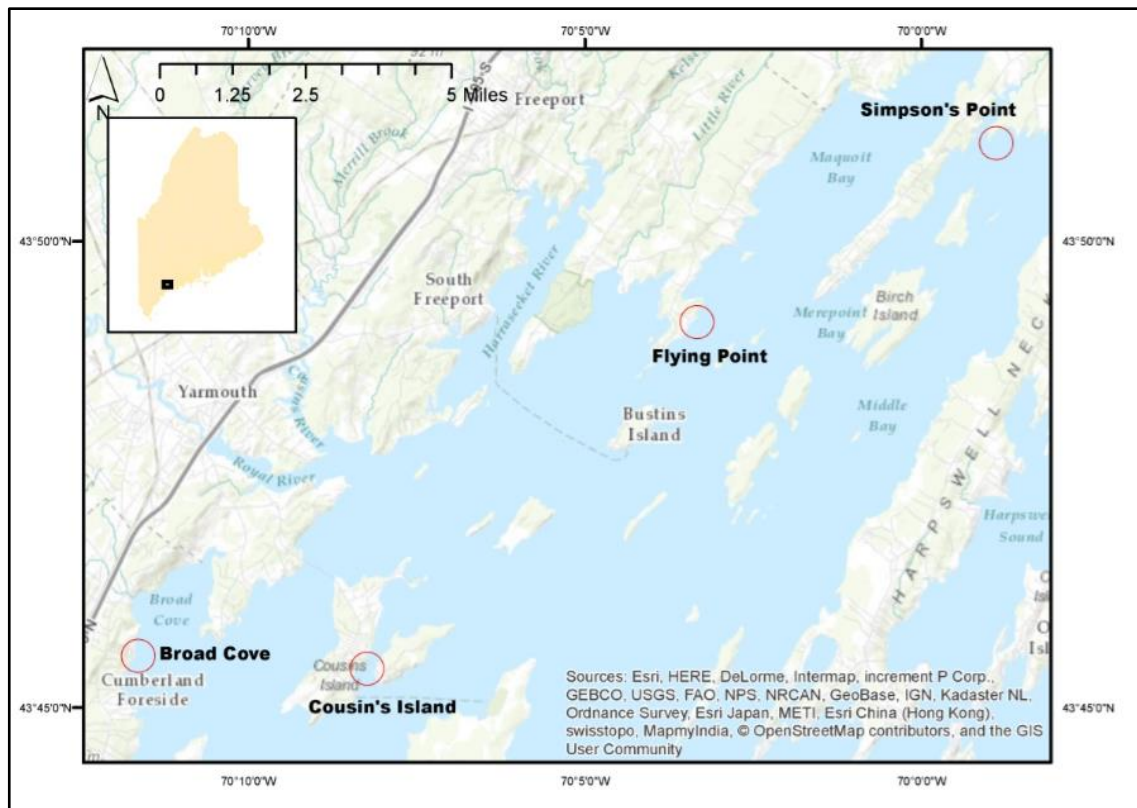 70°10'0"W
70°5'0"W
70°0'0"W
0
1.25
2.5
5 Miles
N
Freeport
Little River
Merrill Brook
Simpson's Point
Maquoit
Bay
43°50'0"N
43°50'0"N
South
Freeport
Harraseeket River
Birch
Island
Merepoint
Bay
Flying Point
Yarmouth
Cousins River
Bustins
Island
Middle
Bay
HARPSWELL NECK
Royal River
Harpswe
Sound
Broad
Cove
Broad Cove
Cumberland
Foreside
Cousins
Island
Cousin's Island
43°45'0"N
43°45'0"N
Sources: Esri, HERE, DeLorme, Intermap, increment P Corp.,
GEBCO, USGS, FAO, NPS, NRCAN, GeoBase, IGN, Kadaster NL,
Ordnance Survey, Esri Japan, METI, Esri China (Hong Kong),
swisstopo, MapmyIndia, © OpenStreetMap contributors, and the GIS
User Community
70°10'0"W
70°5'0"W
70°0'0"W